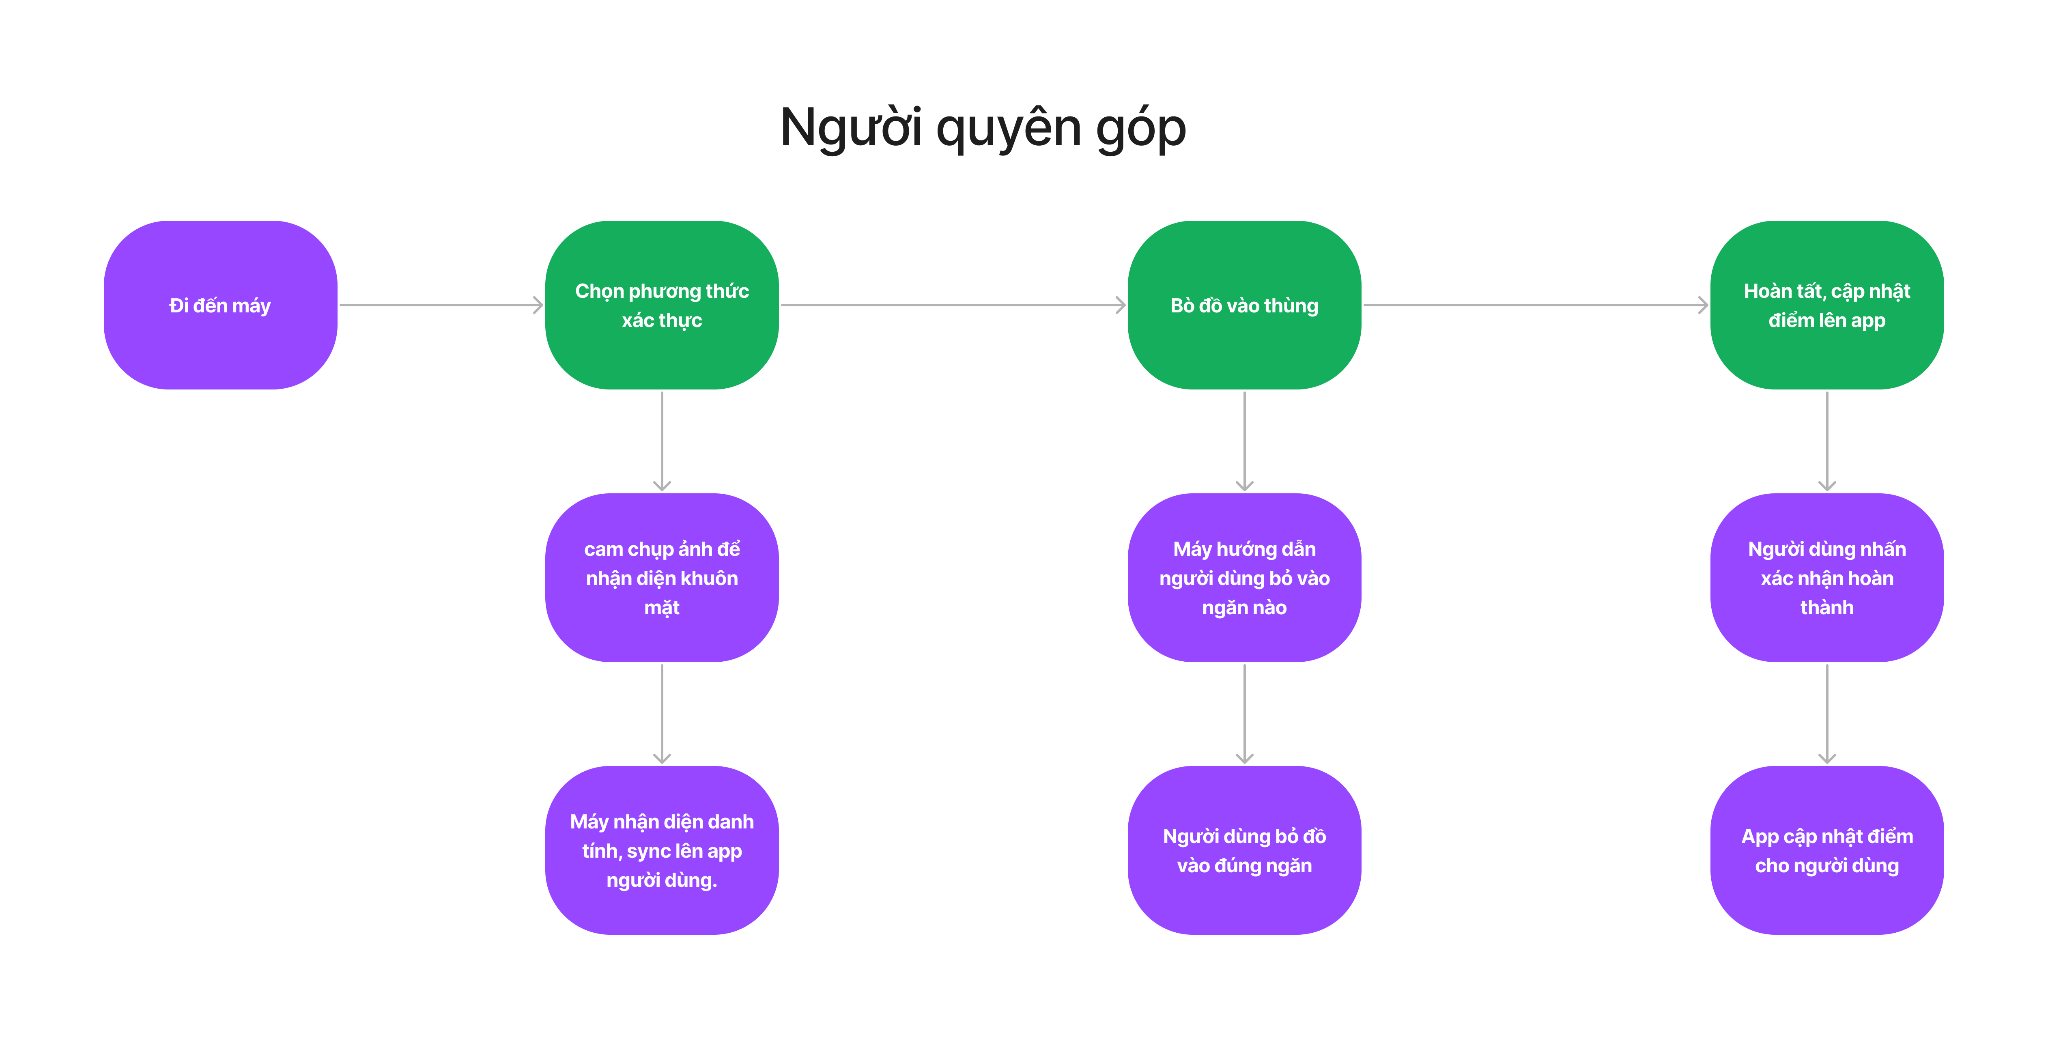 Người quyên góp
Đi đến máy
Chọn phương thức
xác thực
Bò đồ vào thùng
Hoàn tất, cập nhật
điểm lên app
cam chụp ảnh để
nhận diện khuôn
mặt
Máy hướng dẫn
người dùng bỏ vào
ngăn nào
Người dùng nhấn
xác nhận hoàn
thành
Máy nhận diện danh
tính, sync lên app
người dùng.
Người dùng bỏ đồ
vào đúng ngăn
App cập nhật điểm
cho người dùng